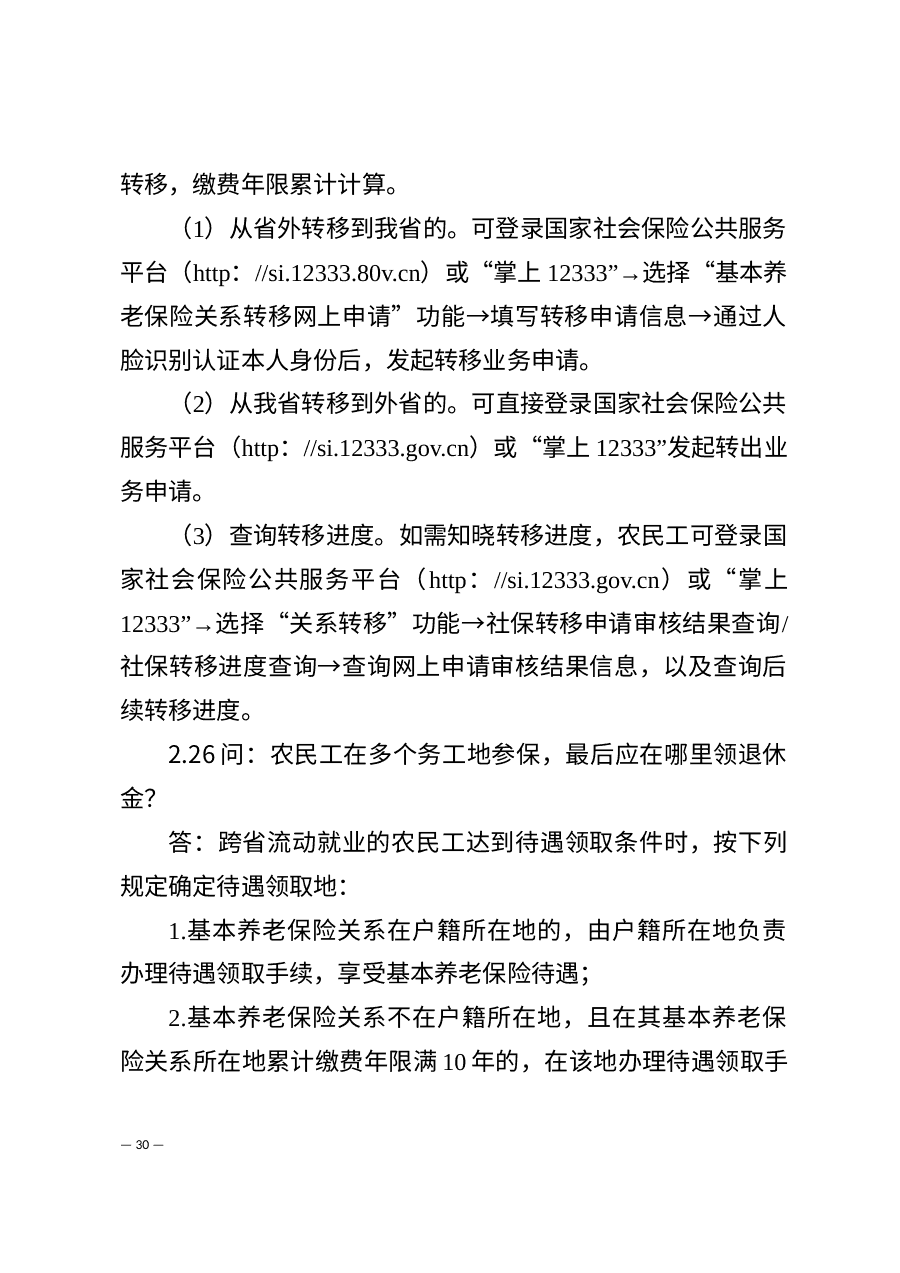 转移，缴费年限累计计算。
（1）从省外转移到我省的。可登录国家社会保险公共服务
平台（http：//si.12333.80v.cn）或“掌上 12333”→选择“基本养
老保险关系转移网上申请”功能→填写转移申请信息→通过人
脸识别认证本人身份后，发起转移业务申请。
（2）从我省转移到外省的。可直接登录国家社会保险公共
服务平台（http：//si.12333.gov.cn）或“掌上 12333”发起转出业
务申请。
（3）查询转移进度。如需知晓转移进度，农民工可登录国
家社会保险公共服务平台（http：//si.12333.gov.cn）或“掌上
12333”→选择“关系转移”功能→社保转移申请审核结果查询/
社保转移进度查询→查询网上申请审核结果信息，以及查询后
续转移进度。
2.26 问：农民工在多个务工地参保，最后应在哪里领退休
金？
答：跨省流动就业的农民工达到待遇领取条件时，按下列
规定确定待遇领取地：
1.基本养老保险关系在户籍所在地的，由户籍所在地负责
办理待遇领取手续，享受基本养老保险待遇；
2.基本养老保险关系不在户籍所在地，且在其基本养老保
险关系所在地累计缴费年限满 10 年的，在该地办理待遇领取手
— 30 —